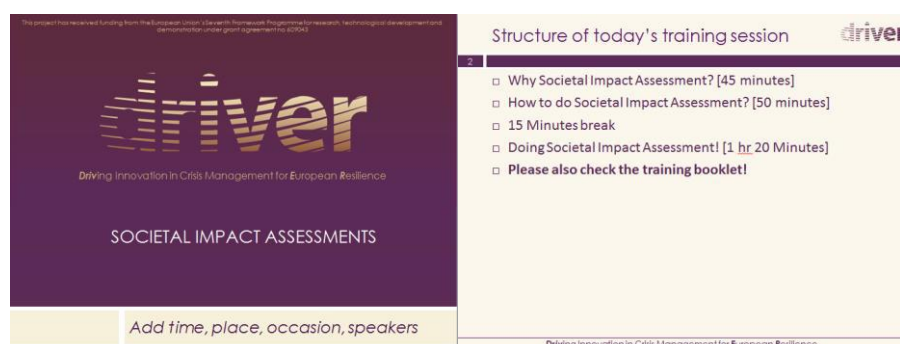 This project has received funding from the European Union's Seventh Framework Programme for research, technological development and
demonstration under grant agreement no. 607798
driver
Driving Innovation in Crisis Management for European Resilience
SOCIETAL IMPACT ASSESSMENTS
Add time, place, occasion, speakers
Structure of today's training session
driver
2
Why Societal Impact Assessment? [45 minutes]
How to do Societal Impact Assessment? [50 minutes]
15 Minutes break
Doing Societal Impact Assessment! [1 hr 20 Minutes]
Please also check the training booklet!
Driving Innovation in Crisis Management for European Resilience